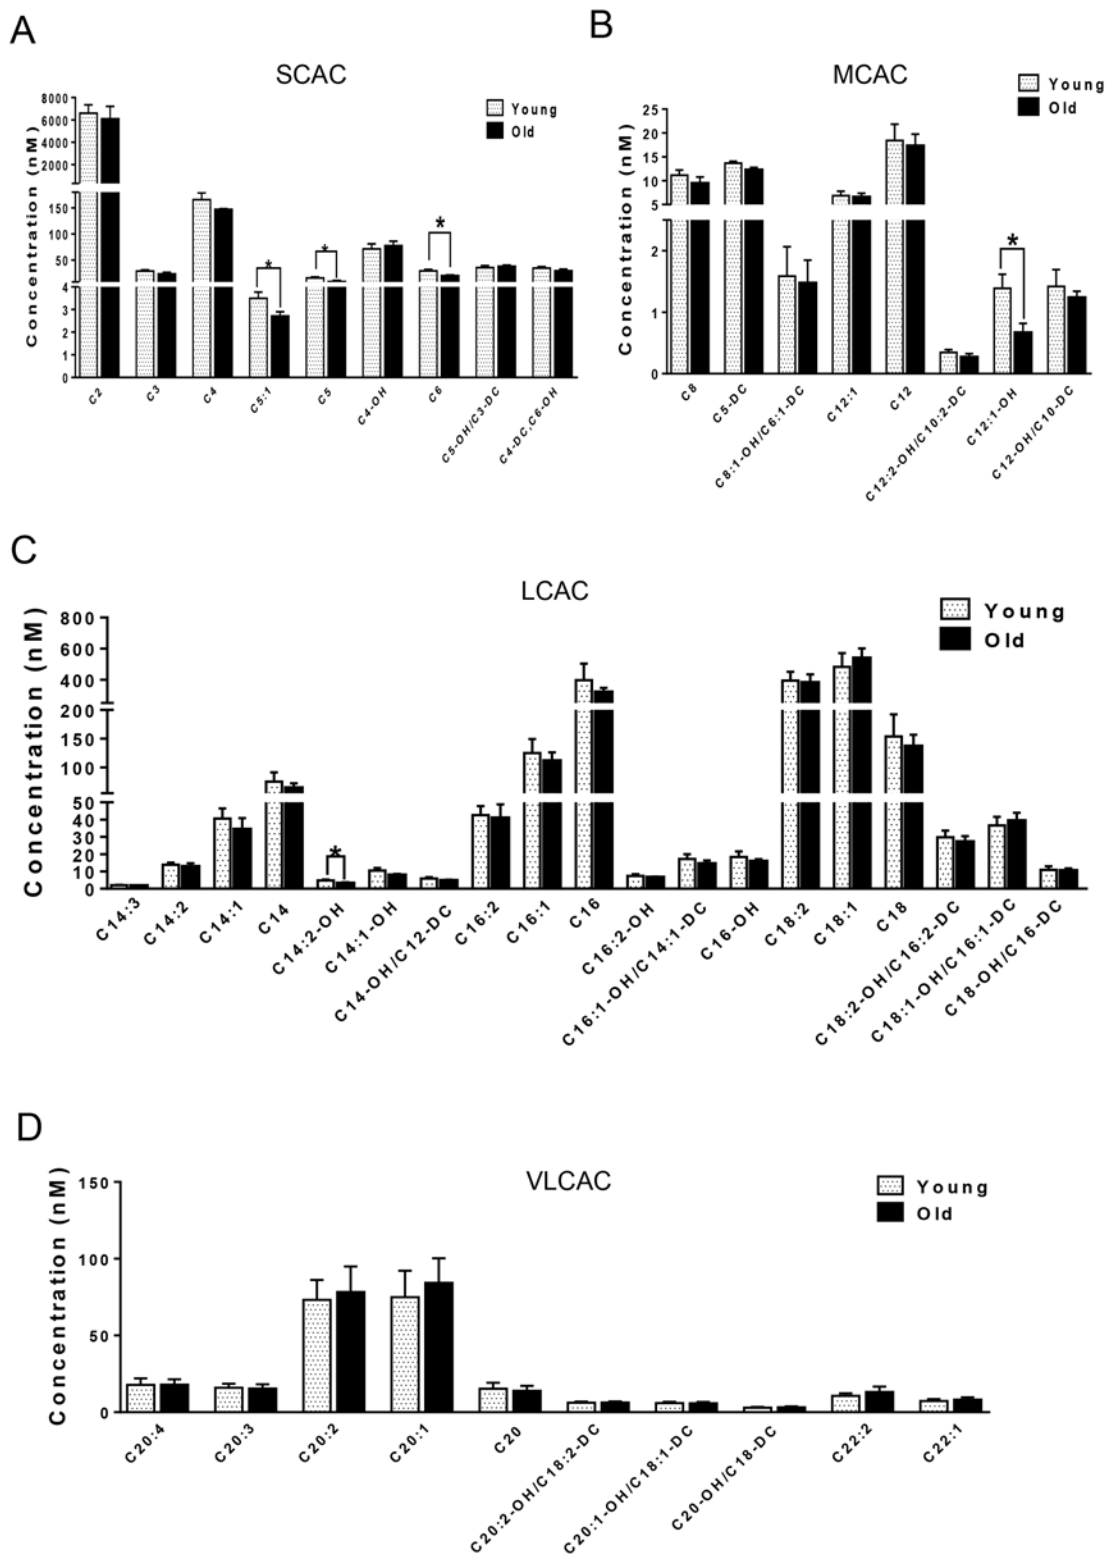 A
SCAC
Young
Old
Concentration (nM)
8000
6000
4000
2000
150
100
50
4
3
2
1
0
*
*
*
C2
C3
C4
C5:1
C5
C4-OH
C6
C5-OH/C3-DC
C4-DC,C6-OH
B
MCAC
Young
Old
Concentration (nM)
25
20
15
10
5
2
1
0
*
C8
C5-DC
C8:1-OH/C6:1-DC
C12:1
C12
C12:2-OH/C10:2-DC
C12:1-OH
C12-OH/C10-DC
C
LCAC
Young
Old
Concentration (nM)
800
600
400
200
150
100
50
40
30
20
10
0
*
C14:3
C14:2
C14:1
C14
C14:2-OH
C14:1-OH
C14-OH/C12-DC
C16:2
C16:1
C16
C16:2-OH
C16:1-OH/C14:1-DC
C16-OH
C18:2
C18:1
C18
C18:2-OH/C16:2-DC
C18:1-OH/C16:1-DC
C18-OH/C16-DC
D
VLCAC
Young
Old
Concentration (nM)
150
100
50
0
C20:4
C20:3
C20:2
C20:1
C20
C20:2-OH/C18:2-DC
C20:1-OH/C18:1-DC
C20-OH/C18-DC
C22:2
C22:1